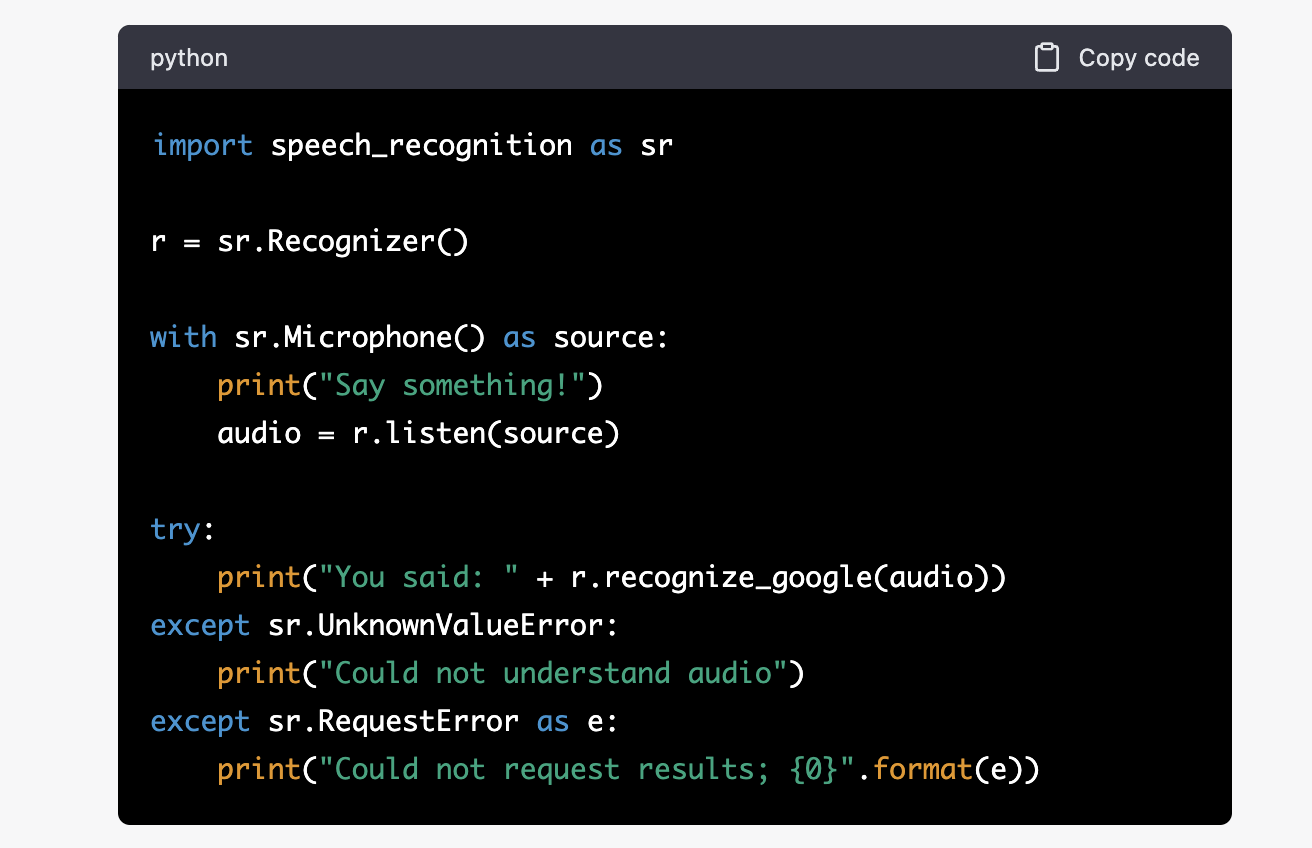 python
Copy code
import speech_recognition as sr
r = sr.Recognizer()
with sr.Microphone() as source:
    print("Say something!")
    audio = r.listen(source)
try:
    print("You said: " + r.recognize_google(audio))
except sr.UnknownValueError:
    print("Could not understand audio")
except sr.RequestError as e:
    print("Could not request results; {0}".format(e))